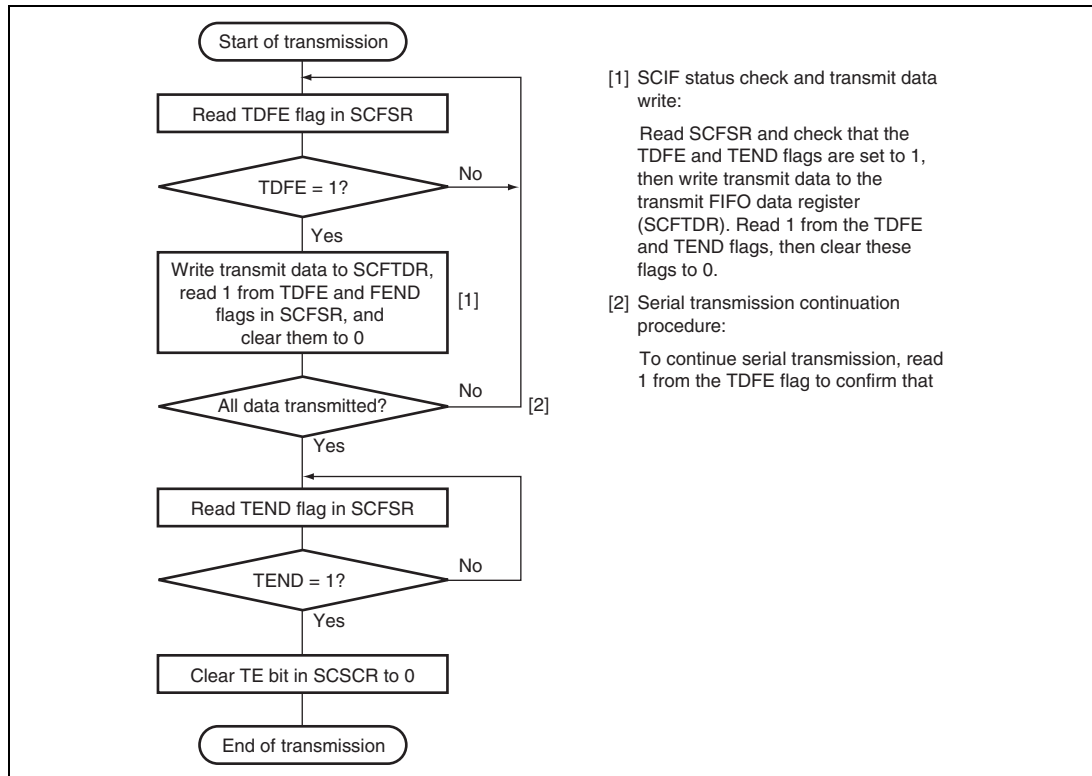 Start of transmission
Read TDFE flag in SCFSR
TDFE = 1?
No
Yes
Write transmit data to SCFTDR,
read 1 from TDFE and FEND
flags in SCFSR, and
clear them to 0
[1]
All data transmitted?
No
[2]
Yes
Read TEND flag in SCFSR
TEND = 1?
No
Yes
Clear TE bit in SCSCR to 0
End of transmission
[1] SCIF status check and transmit data
write:
Read SCFSR and check that the
TDFE and TEND flags are set to 1,
then write transmit data to the
transmit FIFO data register
(SCFTDR). Read 1 from the TDFE
and TEND flags, then clear these
flags to 0.
[2] Serial transmission continuation
procedure:
To continue serial transmission, read
1 from the TDFE flag to confirm that